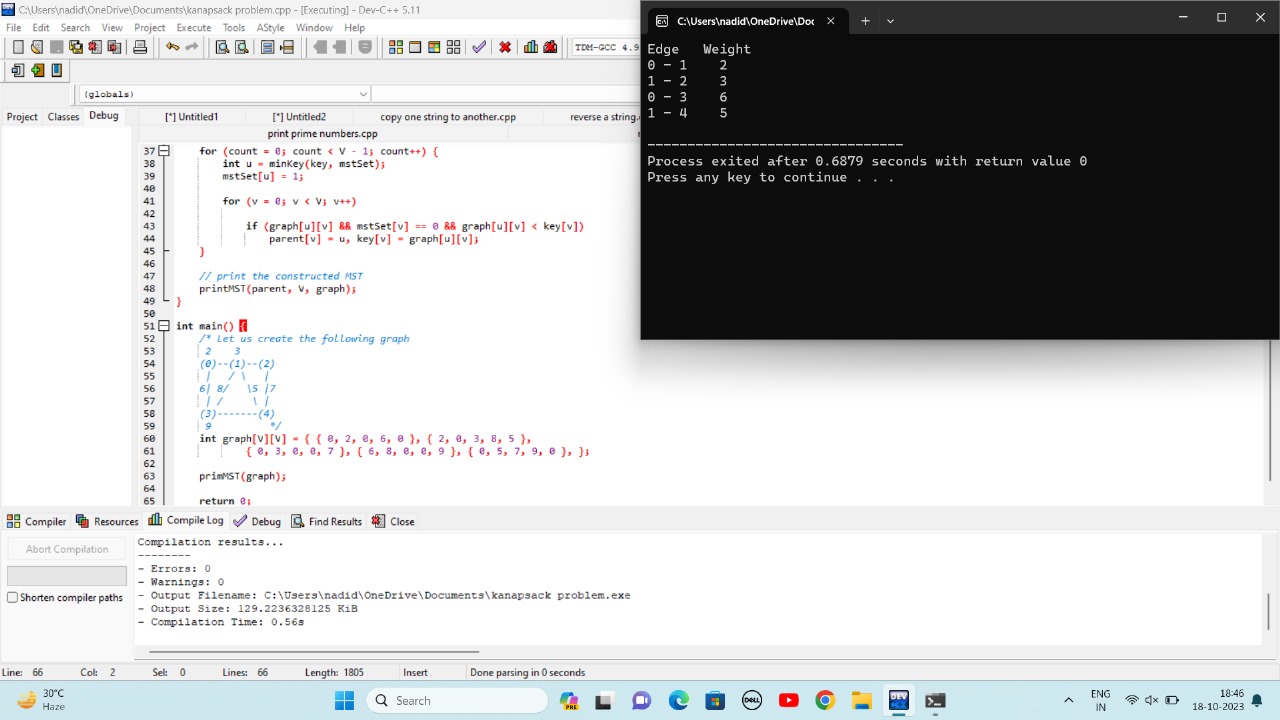 C:\Users\nadid\OneDrive\Documents\kanapsack problem.cpp - [Executing] - Dev-C++ 5.11
File Edit Search View Project Execute Tools AStyle Window Help
TDM-GCC 4.9
(globals)
Project Classes Debug
[*] Untitled1 [*] Untitled2 copy one string to another.cpp reverse a string.
print prime numbers.cpp
37 for (count = 0; count < V - 1; count++) {
38 int u = minKey(key, mstSet);
39 mstSet[u] = 1;
40
41 for (v = 0; v < V; v++)
42
43 if (graph[u][v] && mstSet[v] == 0 && graph[u][v] < key[v])
44 parent[v] = u, key[v] = graph[u][v];
45 }
46
47 // print the constructed MST
48 printMST(parent, V, graph);
49 }
50
51 int main() {
52 /* Let us create the following graph
53 2 3
54 (0)--(1)--(2)
55 | / \ |
56 6| 8/ \5 |7
57 | / \ |
58 (3)-------(4)
59 9 */
60 int graph[V][V] = { { 0, 2, 0, 6, 0 }, { 2, 0, 3, 8, 5 },
61 { 0, 3, 0, 0, 7 }, { 6, 8, 0, 0, 9 }, { 0, 5, 7, 9, 0 }, };
62
63 primMST(graph);
64
65 return 0;
C:\Users\nadid\OneDrive\Doc
Edge Weight
0 - 1 2
1 - 2 3
0 - 3 6
1 - 4 5
--------------------------------
Process exited after 0.6879 seconds with return value 0
Press any key to continue . . .
Compiler Resources Compile Log Debug Find Results Close
Abort Compilation
Shorten compiler paths
Compilation results...
--------
- Errors: 0
- Warnings: 0
- Output Filename: C:\Users\nadid\OneDrive\Documents\kanapsack problem.exe
- Output Size: 129.2236328125 KiB
- Compilation Time: 0.56s
Line: 66 Col: 2 Sel: 0 Lines: 66 Length: 1805 Insert Done parsing in 0 seconds
30°C
Haze
Search
PRE
DELL
DEV
ENG
IN
18:46
18-10-2023